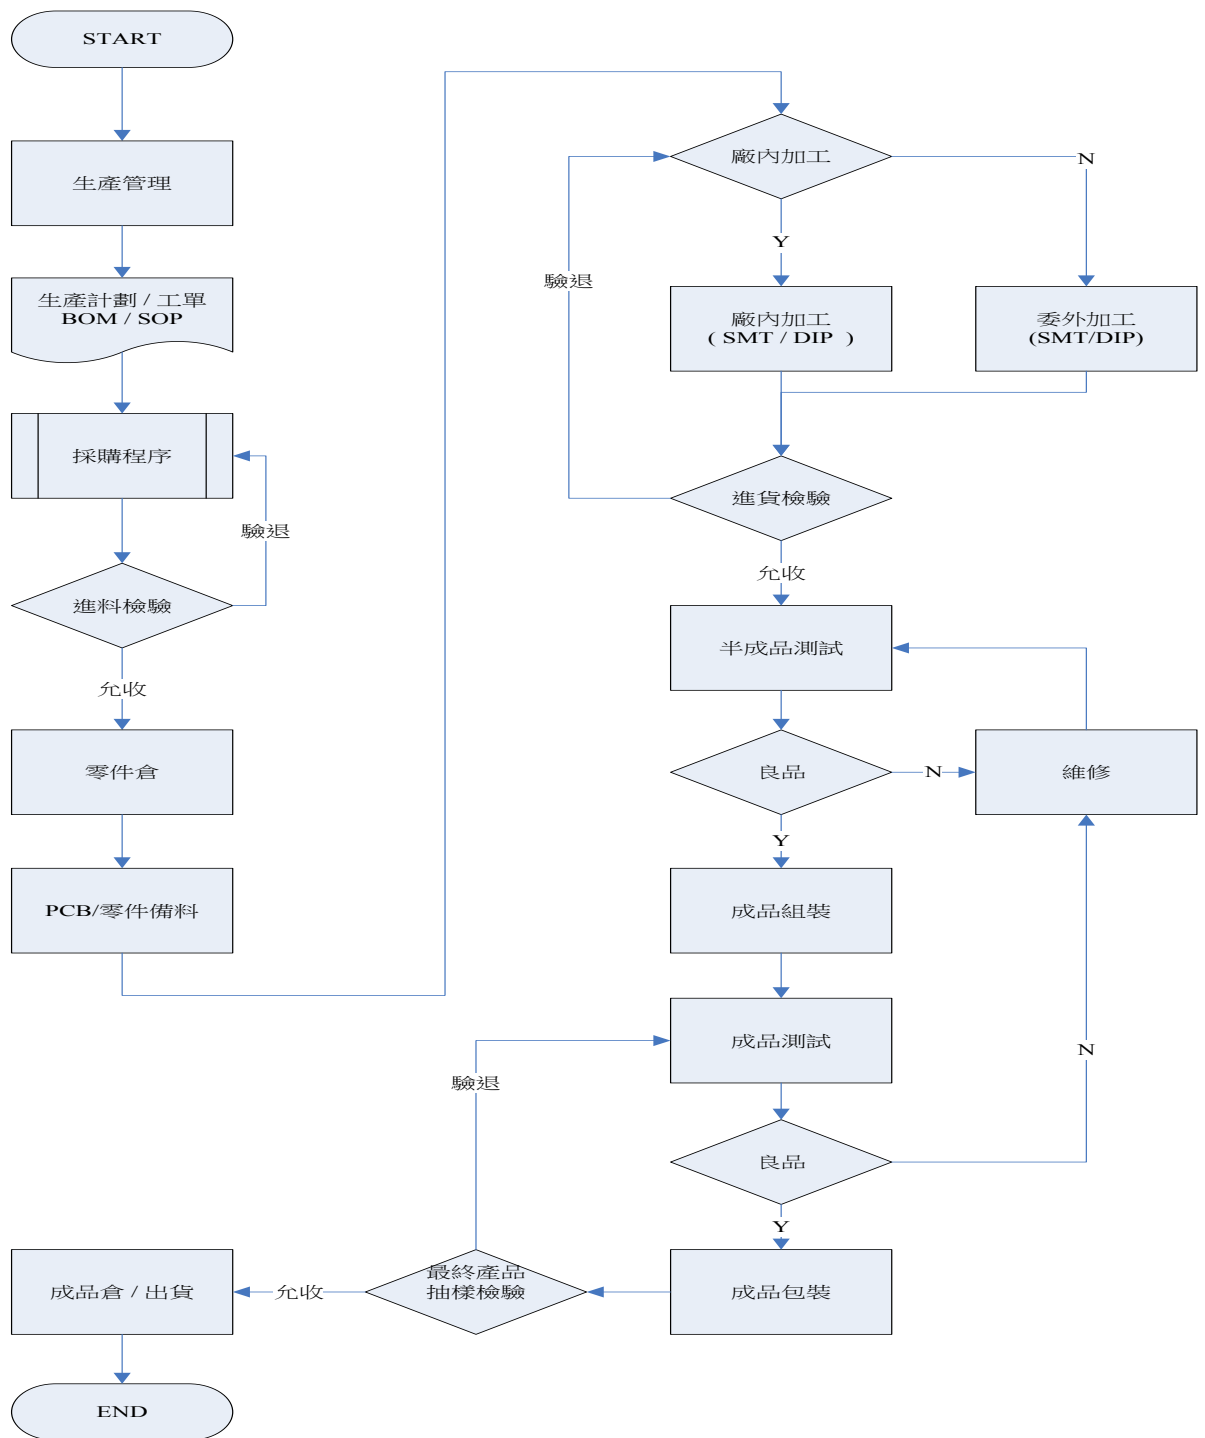 START
生產管理
生產計劃 / 工單
BOM / SOP
採購程序
驗退
進料檢驗
允收
零件倉
PCB/零件備料
廠內加工
N
Y
驗退
廠內加工
( SMT / DIP )
委外加工
(SMT/DIP)
進貨檢驗
允收
半成品測試
良品
N
維修
Y
成品組裝
成品測試
驗退
N
良品
Y
成品包裝
最終產品
抽樣檢驗
允收
成品倉 / 出貨
END